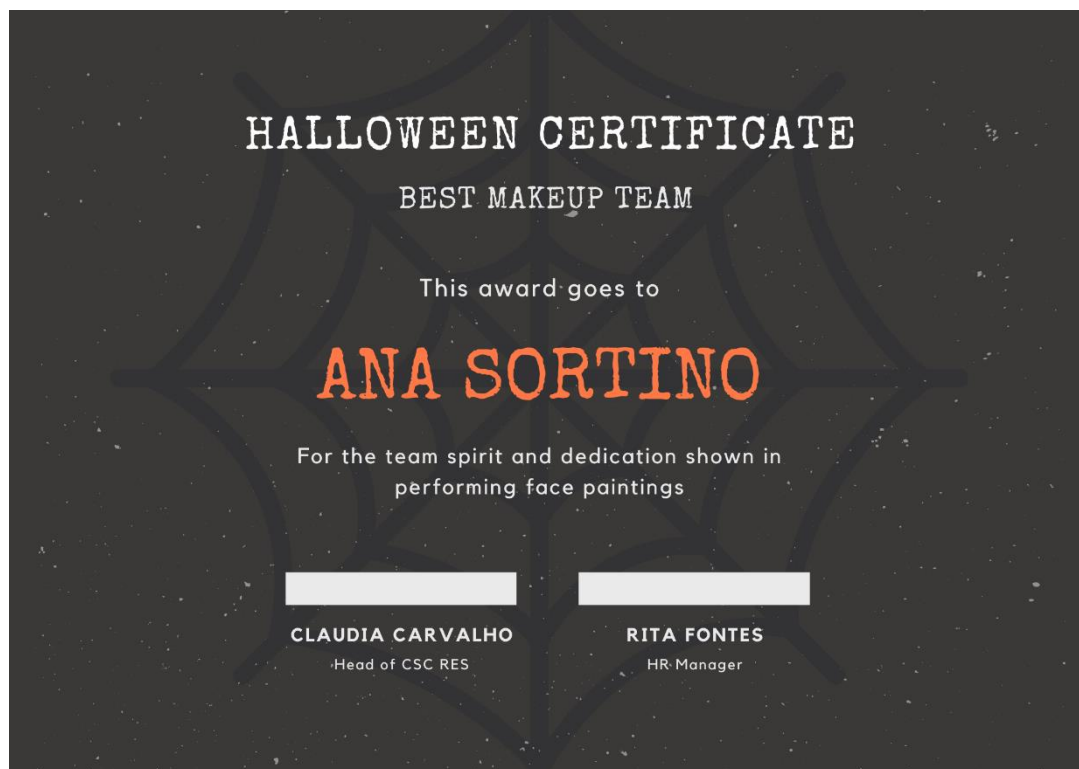 HALLOWEEN CERTIFICATE
BEST MAKEUP TEAM
This award goes to
ANA SORTINO
For the team spirit and dedication shown in
performing face paintings
CLAUDIA CARVALHO
Head of CSC RES
RITA FONTES
HR Manager